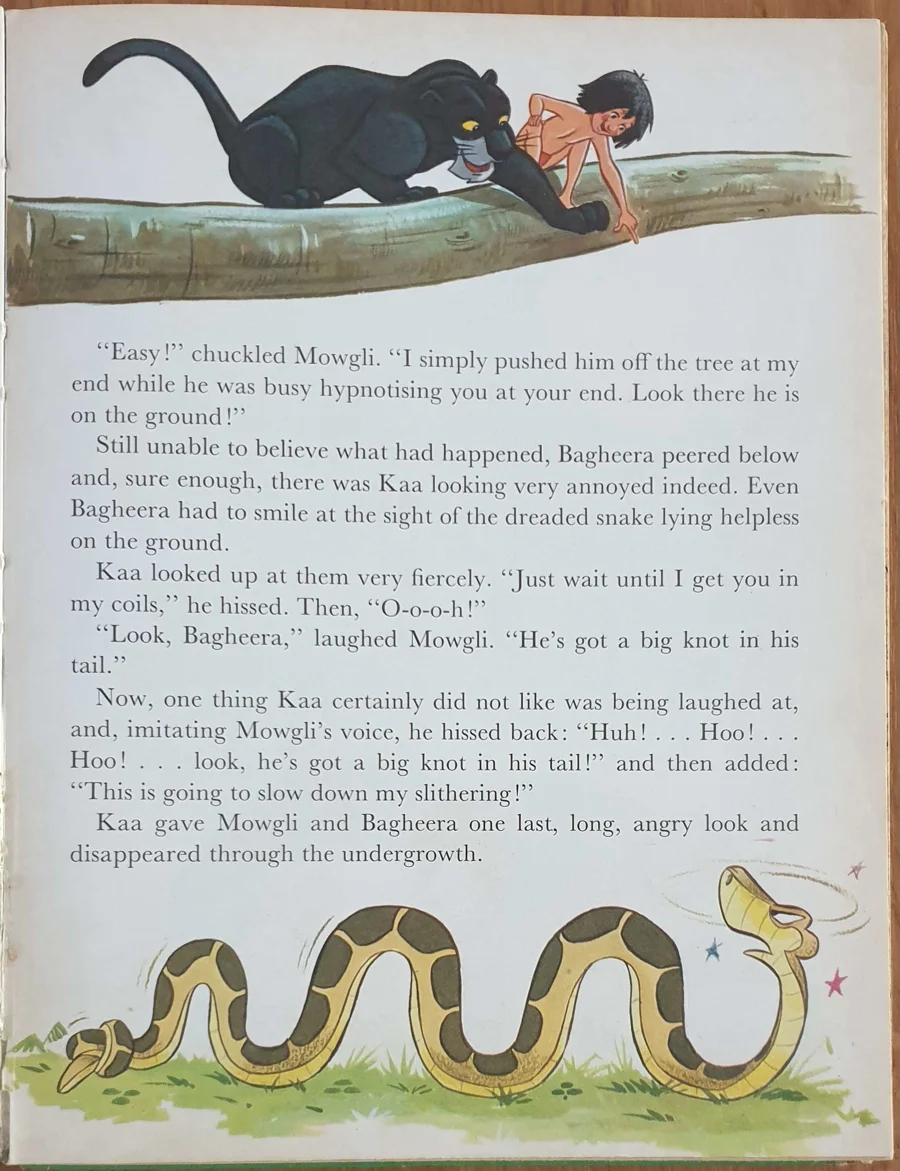 “Easy!” chuckled Mowgli. “I simply pushed him off the tree at my
end while he was busy hypnotising you at your end. Look there he is
on the ground!”
Still unable to believe what had happened, Bagheera peered below
and, sure enough, there was Kaa looking very annoyed indeed. Even
Bagheera had to smile at the sight of the dreaded snake lying helpless
on the ground.
Kaa looked up at them very fiercely. “Just wait until I get you in
my coils,” he hissed. Then, “O-o-o-h!”
“Look, Bagheera,” laughed Mowgli. “He’s got a big knot in his
tail.”
Now, one thing Kaa certainly did not like was being laughed at,
and, imitating Mowgli’s voice, he hissed back: “Huh! . . . Hoo! . . .
Hoo! . . . look, he’s got a big knot in his tail!” and then added:
“This is going to slow down my slithering!”
Kaa gave Mowgli and Bagheera one last, long, angry look and
disappeared through the undergrowth.